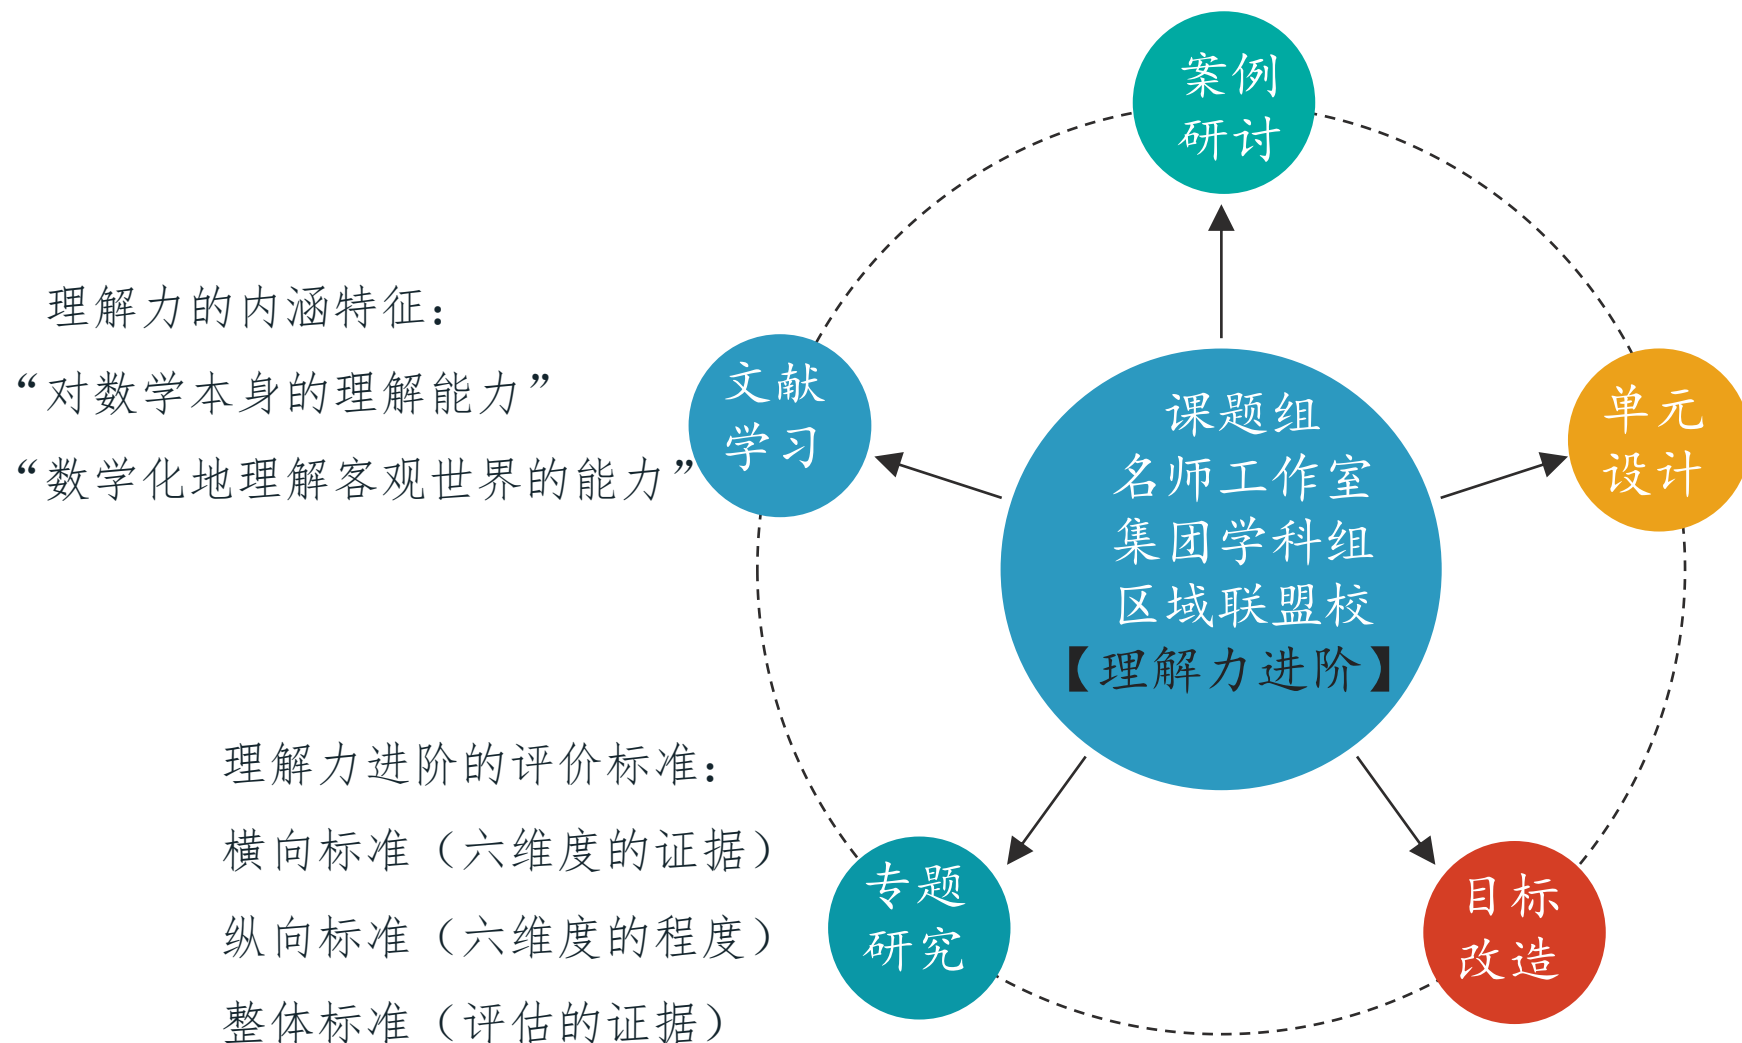 案例
研讨
理解力的内涵特征：
“对数学本身的理解能力”
“数学化地理解客观世界的能力”
文献
学习
课题组
名师工作室
集团学科组
区域联盟校
【理解力进阶】
单元
设计
理解力进阶的评价标准：
横向标准（六维度的证据）
纵向标准（六维度的程度）
整体标准（评估的证据）
专题
研究
目标
改造